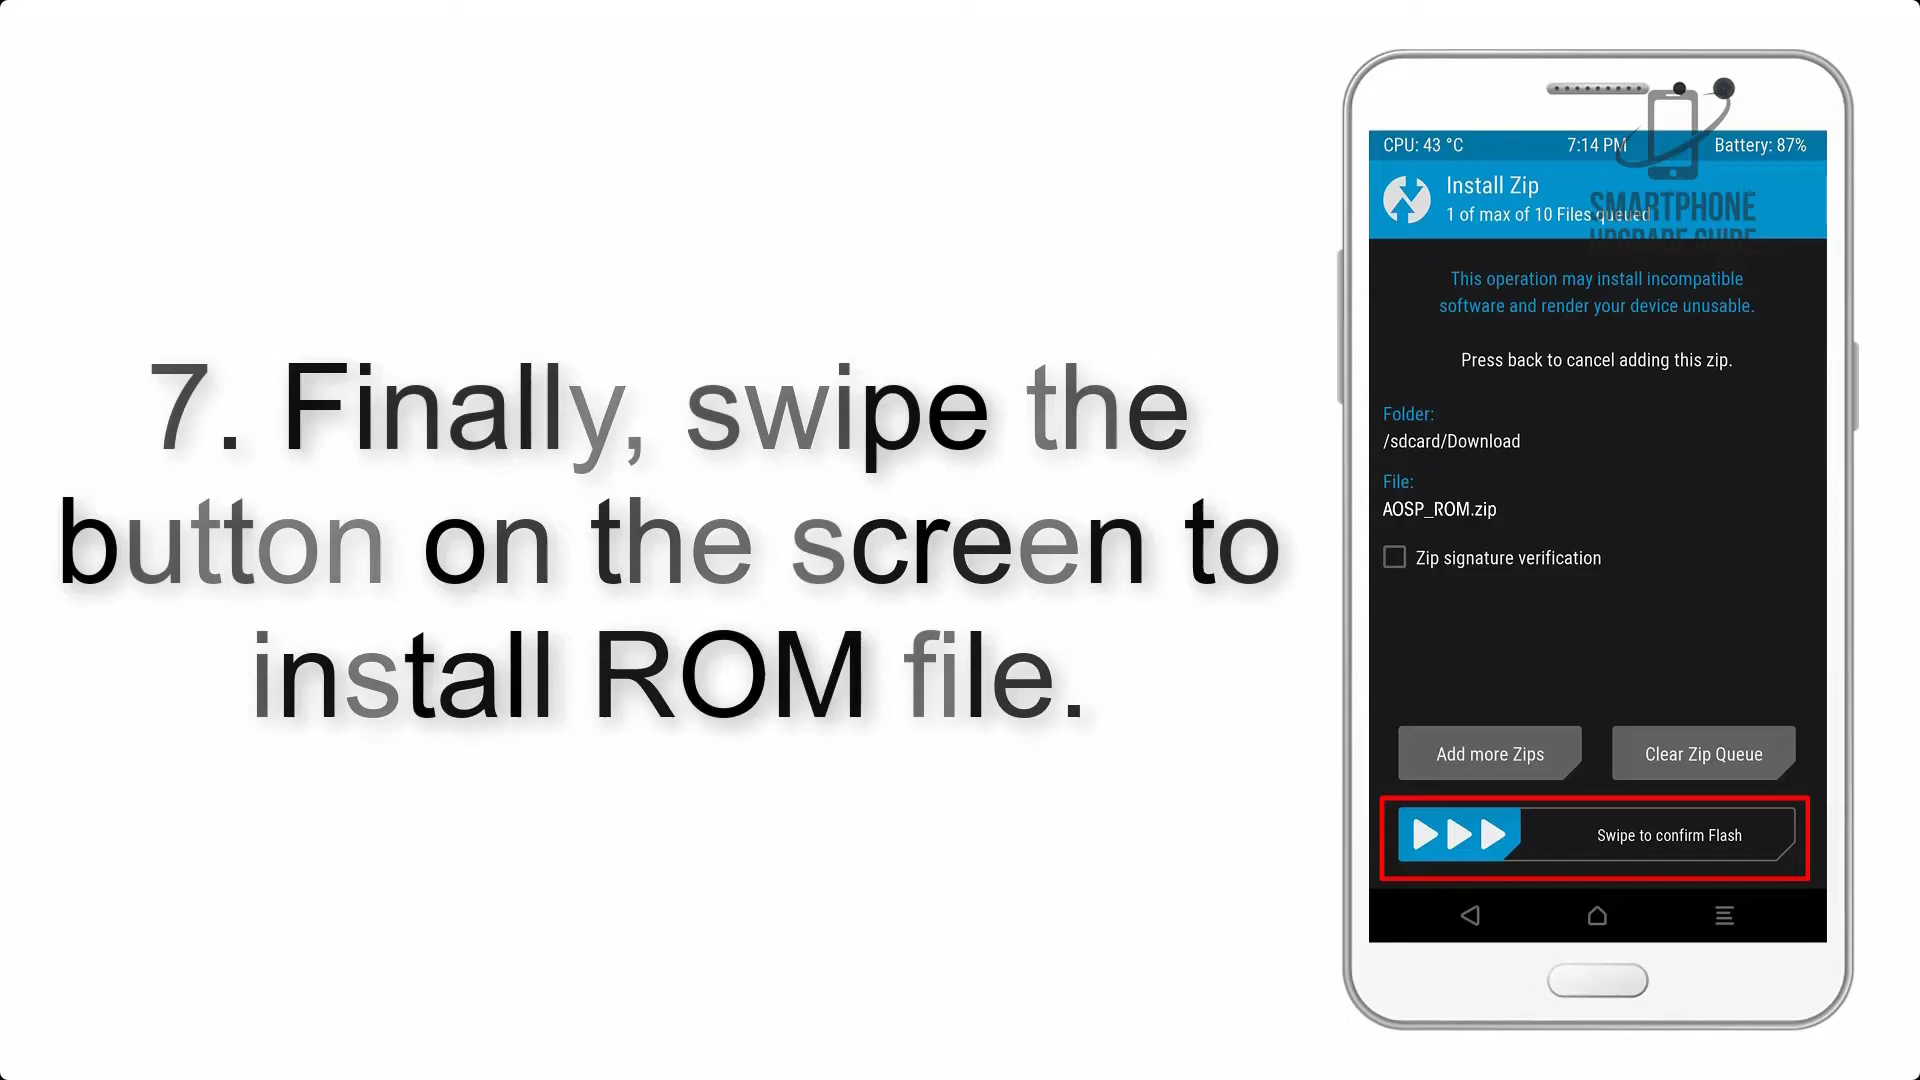 7. Finally, swipe the
button on the screen to
install ROM file.
CPU: 43 °C 7:14 PM Battery: 87%
Install Zip
1 of max of 10 Files queued
SMARTPHONE
UPGRADE GUIDE
This operation may install incompatible
software and render your device unusable.
Press back to cancel adding this zip.
Folder:
/sdcard/Download
File:
AOSP_ROM.zip
Zip signature verification
Add more Zips Clear Zip Queue
Swipe to confirm Flash